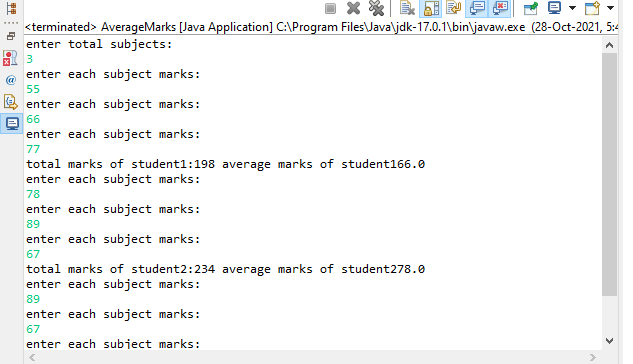 <terminated> AverageMarks [Java Application] C:\Program Files\Java\jdk-17.0.1\bin\javaw.exe (28-Oct-2021, 5:4
enter total subjects:
3
enter each subject marks:
55
enter each subject marks:
66
enter each subject marks:
77
total marks of student1:198 average marks of student166.0
enter each subject marks:
78
enter each subject marks:
89
enter each subject marks:
67
total marks of student2:234 average marks of student278.0
enter each subject marks:
89
enter each subject marks:
67
enter each subject marks: